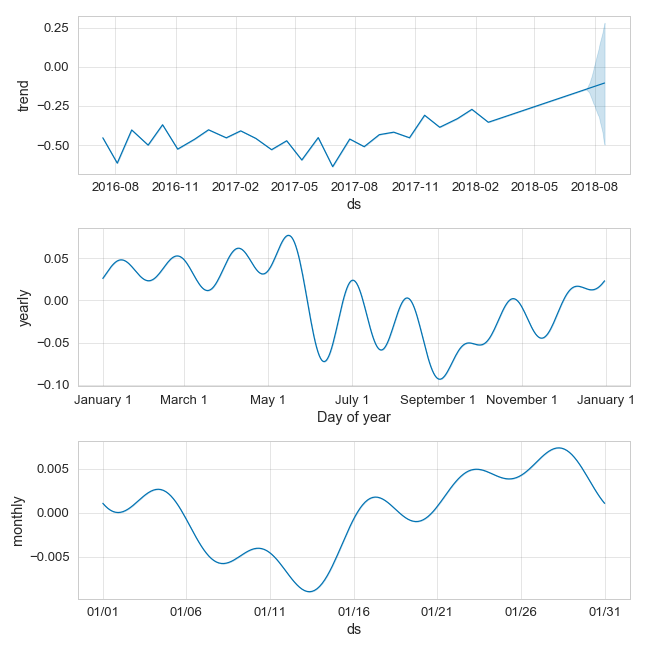 0.25
0.00
−0.25
−0.50
trend
2016-08 2016-11 2017-02 2017-05 2017-08 2017-11 2018-02 2018-05 2018-08
ds
0.05
0.00
−0.05
−0.10
yearly
January 1 March 1 May 1 July 1 September 1 November 1 January 1
Day of year
0.005
0.000
−0.005
monthly
01/01 01/06 01/11 01/16 01/21 01/26 01/31
ds